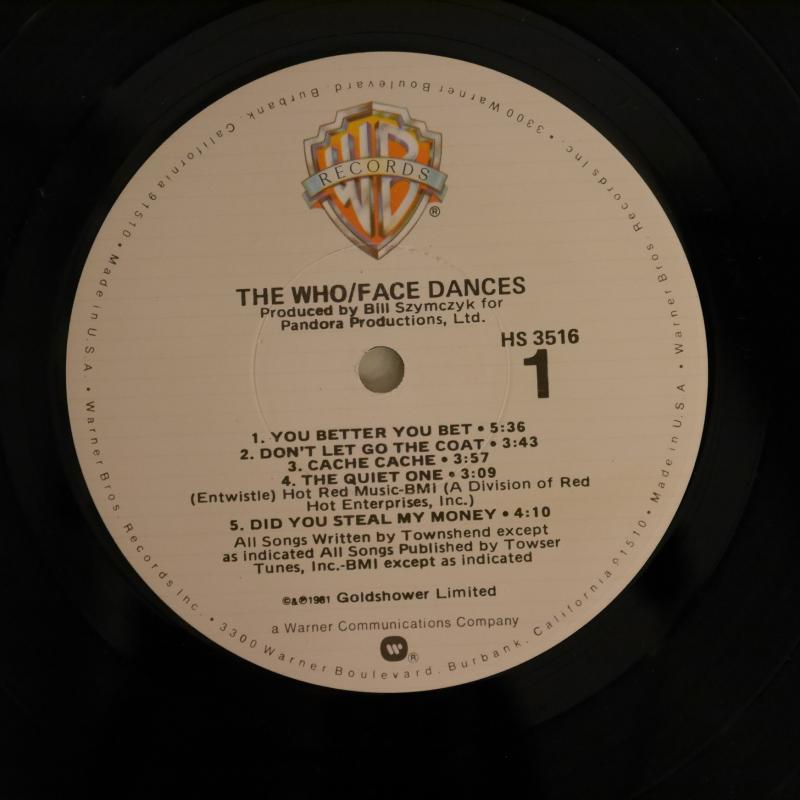 WB
RECORDS
®
THE WHO/FACE DANCES
Produced by Bill Szymczyk for
Pandora Productions, Ltd.
HS 3516
1
1. YOU BETTER YOU BET • 5:36
2. DON'T LET GO THE COAT • 3:43
3. CACHE CACHE • 3:57
4. THE QUIET ONE • 3:09
(Entwistle) Hot Red Music-BMI (A Division of Red
Hot Enterprises, Inc.)
5. DID YOU STEAL MY MONEY • 4:10
All Songs Written by Townshend except
as indicated All Songs Published by Towser
Tunes, Inc.-BMI except as indicated
©&℗1981 Goldshower Limited
a Warner Communications Company
W®
Warner Bros. Records Inc. • 3300 Warner Boulevard. Burbank. California 91510 • Made in U.S.A. •
Warner Bros. Records Inc. • 3300 Warner Boulevard. Burbank. California 91510 • Made in U.S.A. •